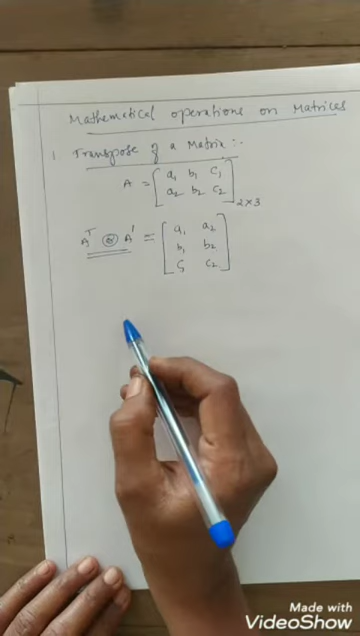 Mathematical operations on Matrices
1. Transpose of a Matrix :-
A = [ a₁ b₁ c₁
a₂ b₂ c₂ ] 2×3
Aᵀ or A' = [ a₁ a₂
b₁ b₂
c₁ c₂ ]
Made with
VideoShow